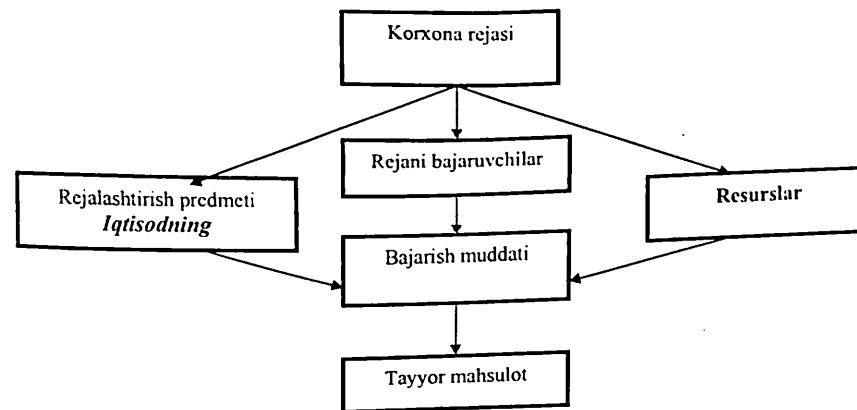 Korxona rejasi
Rejani bajaruvchilar
Rejalashtirish predmeti
Iqtisodning
Resurslar
Bajarish muddati
Tayyor mahsulot